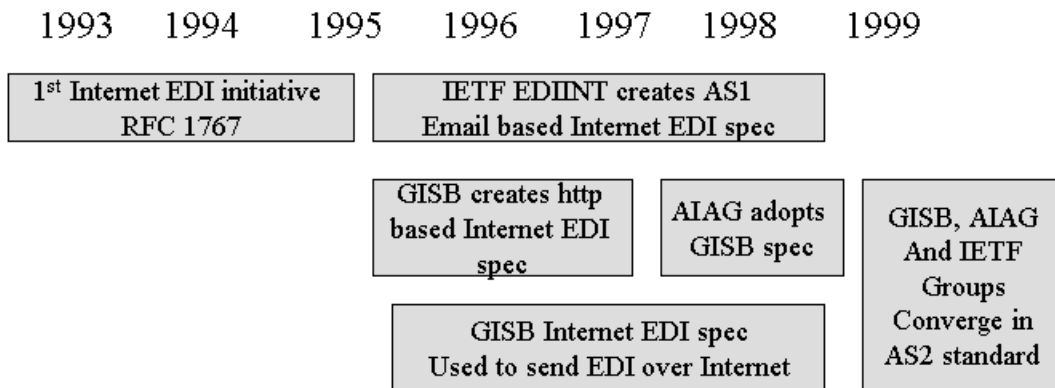 1993 1994 1995 1996 1997 1998 1999
1st Internet EDI initiative
RFC 1767
IETF EDIINT creates AS1
Email based Internet EDI spec
GISB creates http
based Internet EDI
spec
AIAG adopts
GISB spec
GISB, AIAG
And IETF
Groups
Converge in
AS2 standard
GISB Internet EDI spec
Used to send EDI over Internet